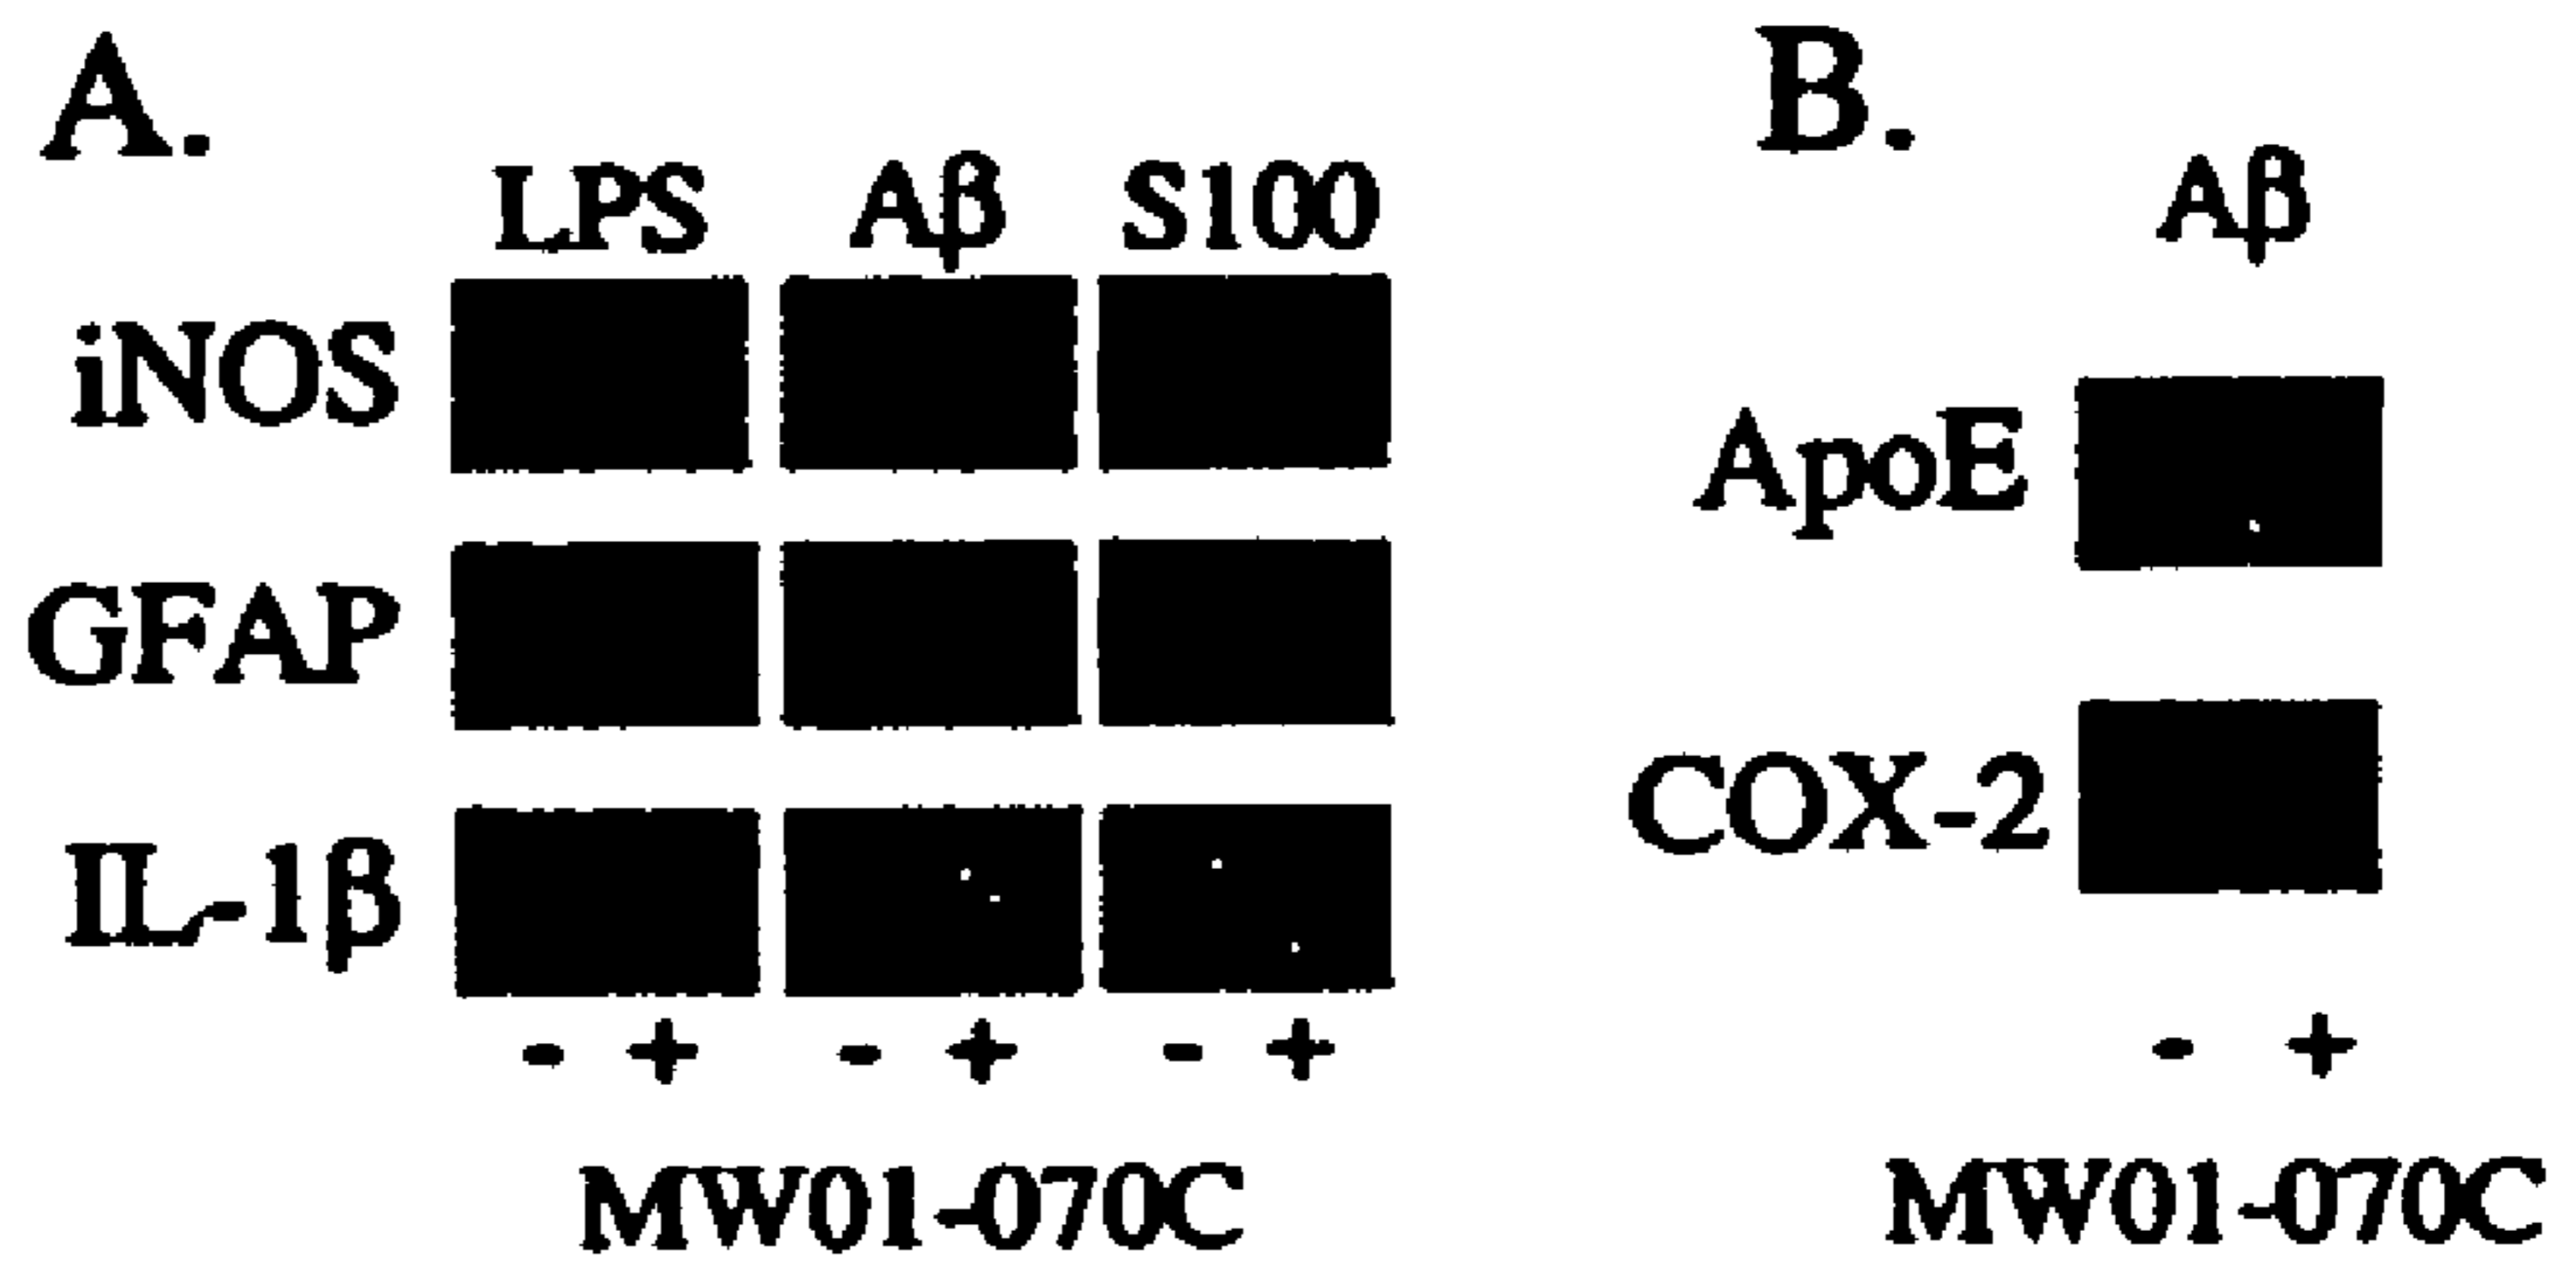 A.
LPS Aβ S100
iNOS
GFAP
IL-1β
- + - + - +
MW01-070C
B.
Aβ
ApoE
COX-2
- +
MW01-070C